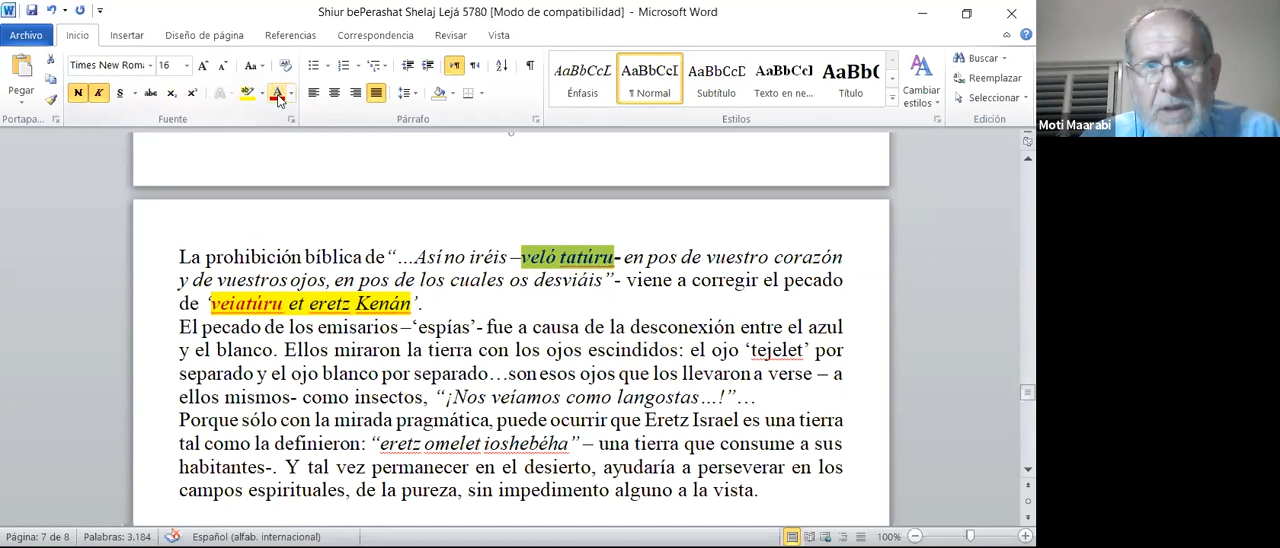 Shiur bePerashat Shelaj Lejá 5780 [Modo de compatibilidad] - Microsoft Word
Archivo Inicio Insertar Diseño de página Referencias Correspondencia Revisar Vista
Times New Rom 16 Aa
Pegar
N K S abc x₂ x² A
Portapa... Fuente Párrafo Estilos Edición
AaBbCcL AaBbCcI AaBbCcL AaBbCcI AaBb(
Énfasis ¶ Normal Subtítulo Texto en ne... Título
Cambiar estilos
Buscar
Reemplazar
Seleccionar
Moti Maarabi
La prohibición bíblica de “…Así no iréis –veló tatúru- en pos de vuestro corazón
y de vuestros ojos, en pos de los cuales os desviáis”- viene a corregir el pecado
de ‘veiatúru et eretz Kenán’.
El pecado de los emisarios –‘espías’- fue a causa de la desconexión entre el azul
y el blanco. Ellos miraron la tierra con los ojos escindidos: el ojo ‘tejelet’ por
separado y el ojo blanco por separado…son esos ojos que los llevaron a verse – a
ellos mismos- como insectos, “¡Nos veíamos como langostas…!”…
Porque sólo con la mirada pragmática, puede ocurrir que Eretz Israel es una tierra
tal como la definieron: “eretz omelet ioshebéha” – una tierra que consume a sus
habitantes-. Y tal vez permanecer en el desierto, ayudaría a perseverar en los
campos espirituales, de la pureza, sin impedimento alguno a la vista.
Página: 7 de 8 Palabras: 3.184 Español (alfab. internacional) 100%